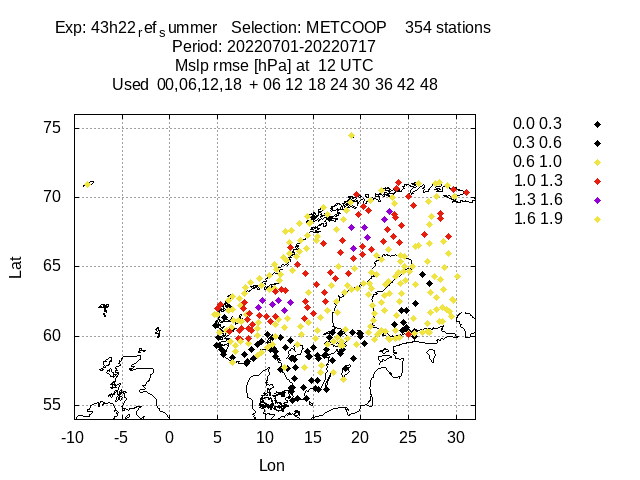 Exp: 43h22refsummer Selection: METCOOP 354 stations
Period: 20220701-20220717
Mslp rmse [hPa] at 12 UTC
Used 00,06,12,18 + 06 12 18 24 30 36 42 48
0.0 0.3
0.3 0.6
0.6 1.0
1.0 1.3
1.3 1.6
1.6 1.9
75
70
65
60
55
Lat
-10 -5 0 5 10 15 20 25 30
Lon